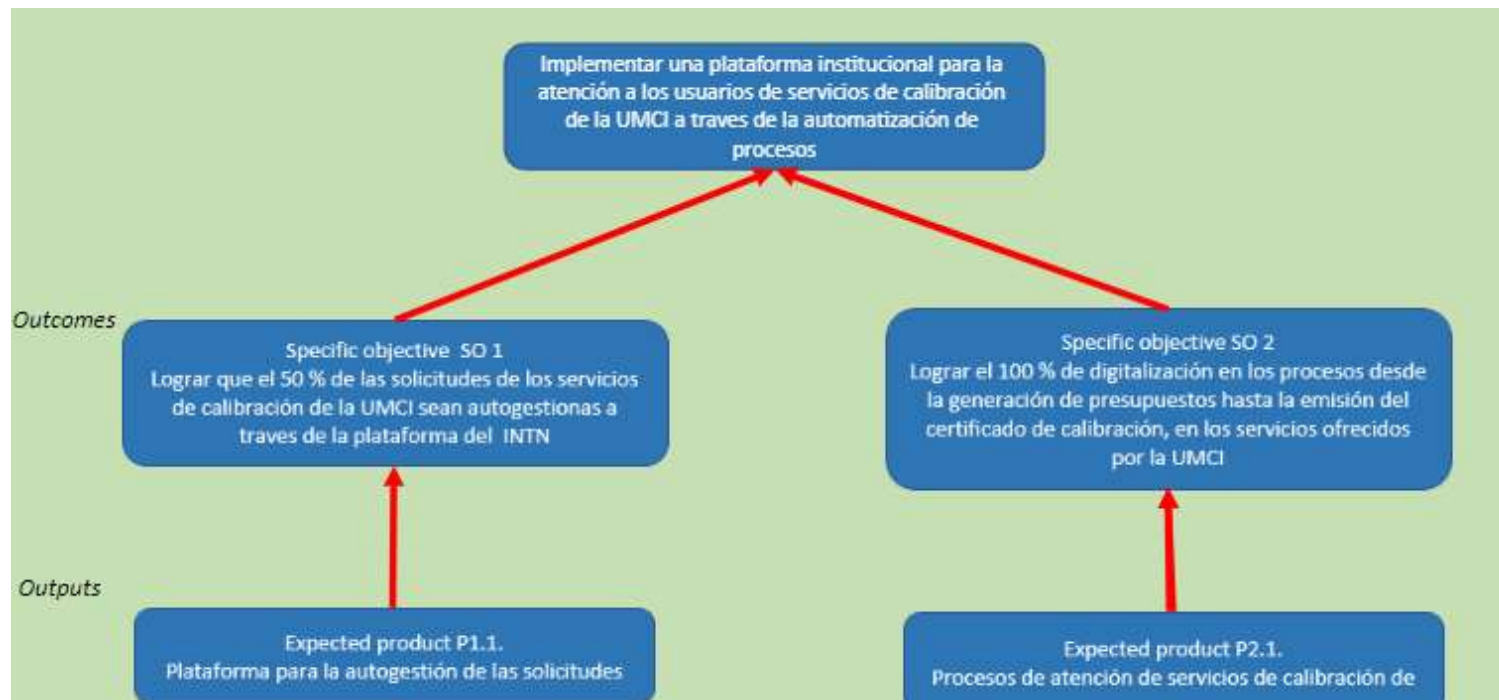 Implementar una plataforma institucional para la
atención a los usuarios de servicios de calibración
de la UMCI a traves de la automatización de
procesos
Outcomes
Specific objective SO 1
Lograr que el 50 % de las solicitudes de los servicios
de calibración de la UMCI sean autogestionas a
traves de la plataforma del INTN
Specific objective SO 2
Lograr el 100 % de digitalización en los procesos desde
la generación de presupuestos hasta la emisión del
certificado de calibración, en los servicios ofrecidos
por la UMCI
Outputs
Expected product P1.1.
Plataforma para la autogestión de las solicitudes
Expected product P2.1.
Procesos de atención de servicios de calibración de